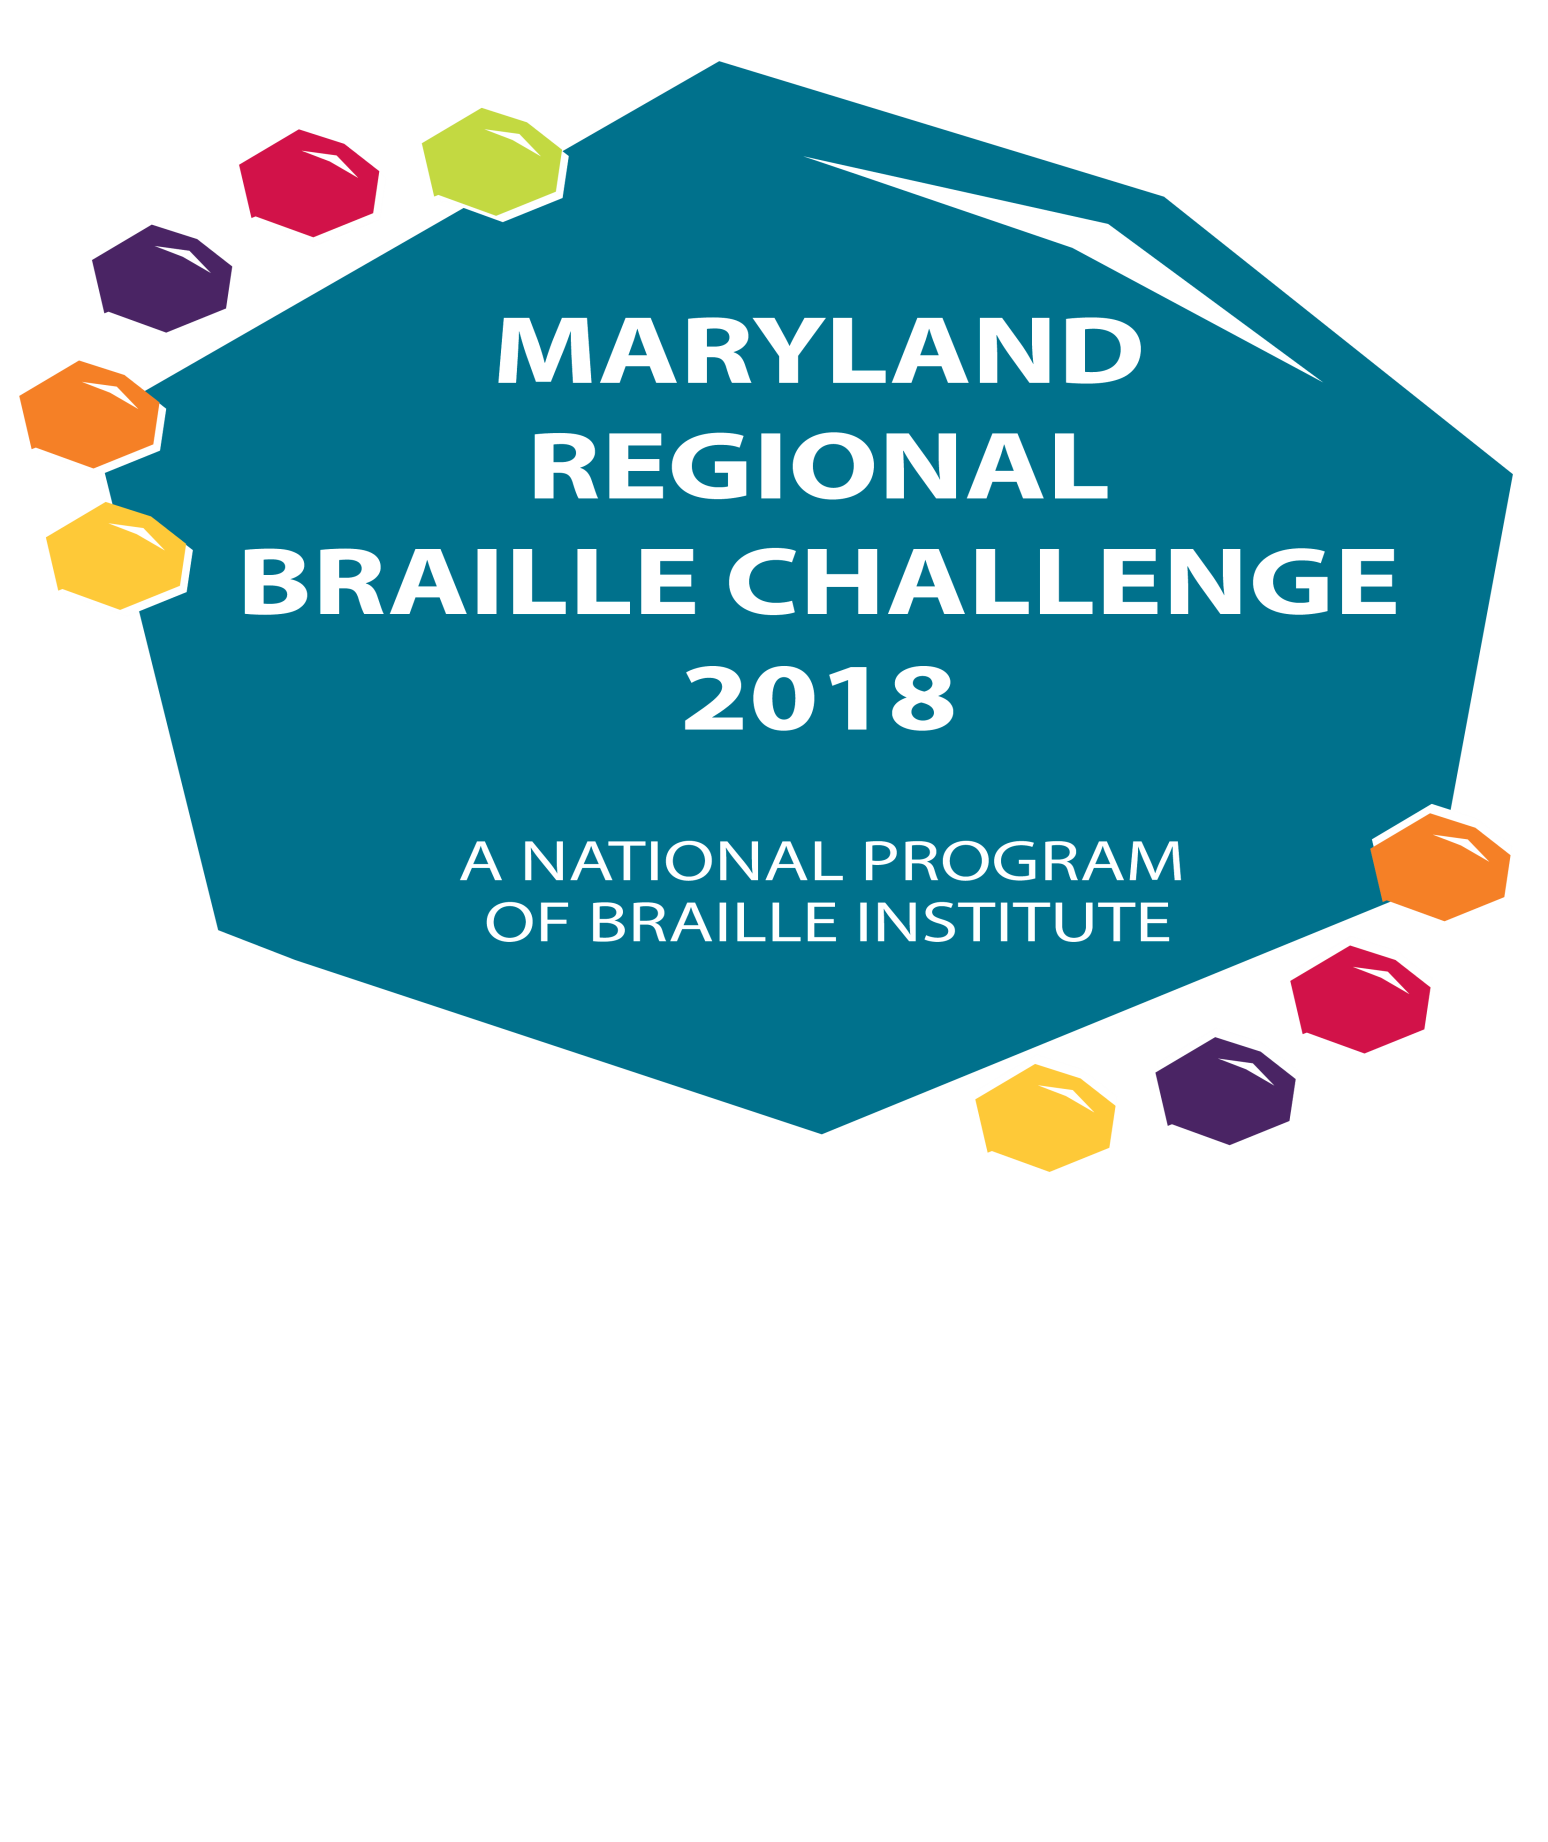 MARYLAND
REGIONAL
BRAILLE CHALLENGE
2018
A NATIONAL PROGRAM
OF BRAILLE INSTITUTE